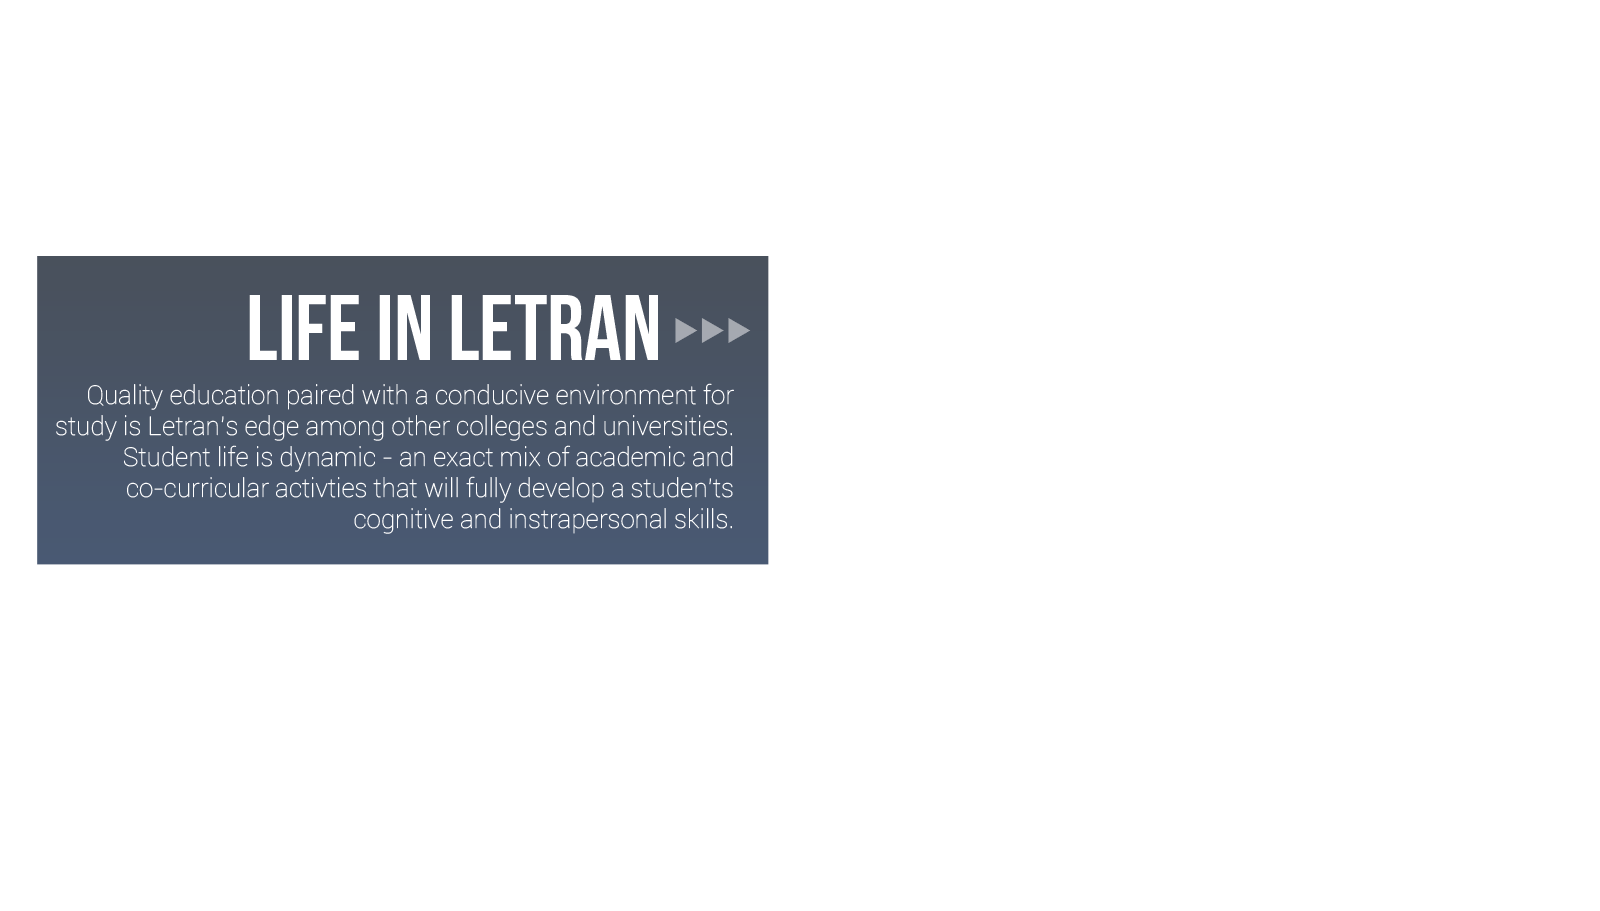 LIFE IN LETRAN
Quality education paired with a conducive environment for
study is Letran's edge among other colleges and universities.
Student life is dynamic - an exact mix of academic and
co-curricular activties that will fully develop a studen'ts
cognitive and instrapersonal skills.